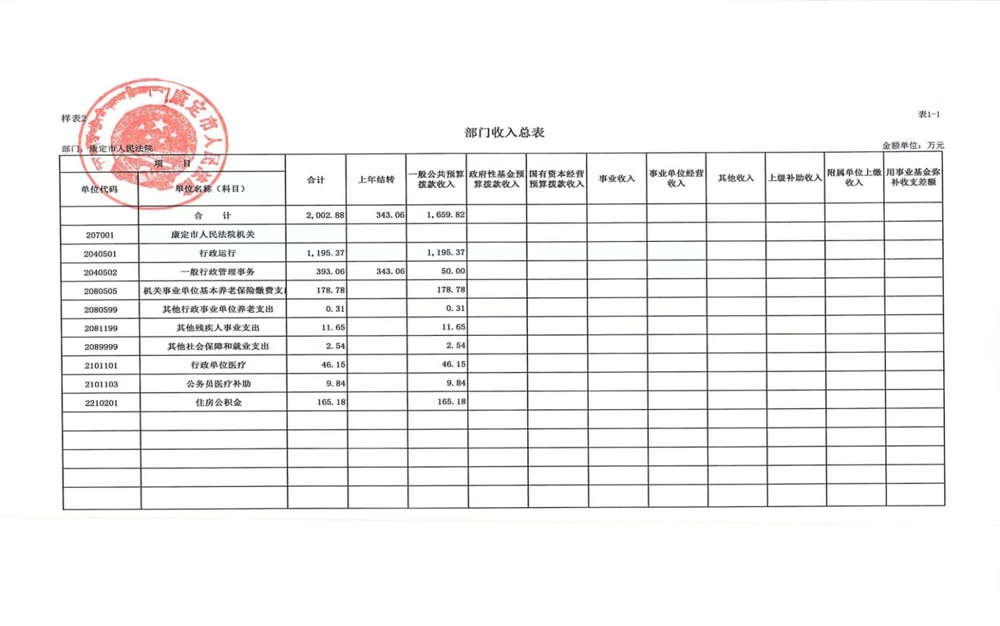 样表2
表1-1
部门收入总表
部门：康定市人民法院
金额单位：万元
康定市人民法院
项 目 合计 上年结转 一般公共预算拨款收入 政府性基金预算拨款收入 国有资本经营预算拨款收入 事业收入 事业单位经营收入 其他收入 上级补助收入 附属单位上缴收入 用事业基金弥补收支差额
单位代码 单位名称（科目）
合 计 2,002.88 343.06 1,659.82
207001 康定市人民法院机关
2040501 行政运行 1,195.37 1,195.37
2040502 一般行政管理事务 393.06 343.06 50.00
2080505 机关事业单位基本养老保险缴费支 178.78 178.78
2080599 其他行政事业单位养老支出 0.31 0.31
2081199 其他残疾人事业支出 11.65 11.65
2089999 其他社会保障和就业支出 2.54 2.54
2101101 行政单位医疗 46.15 46.15
2101103 公务员医疗补助 9.84 9.84
2210201 住房公积金 165.18 165.18